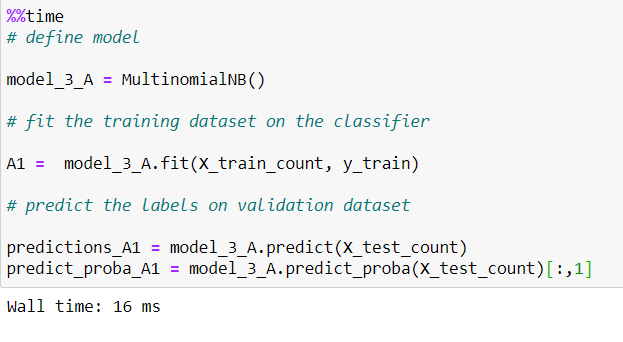 %%time
# define model
model_3_A = MultinomialNB()
# fit the training dataset on the classifier
A1 =  model_3_A.fit(X_train_count, y_train)
# predict the labels on validation dataset
predictions_A1 = model_3_A.predict(X_test_count)
predict_proba_A1 = model_3_A.predict_proba(X_test_count)[:,1]
Wall time: 16 ms